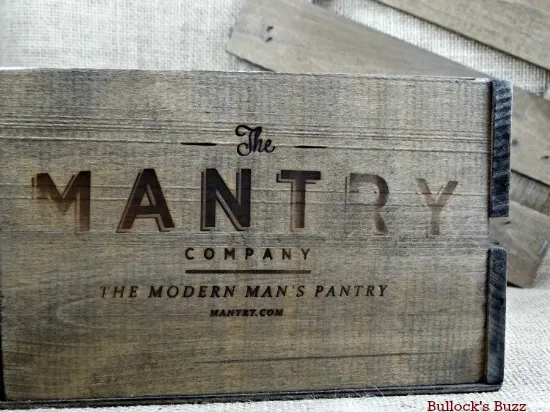 The
MANTRY
COMPANY
THE MODERN MAN'S PANTRY
MANTRY.COM
Bullock's Buzz